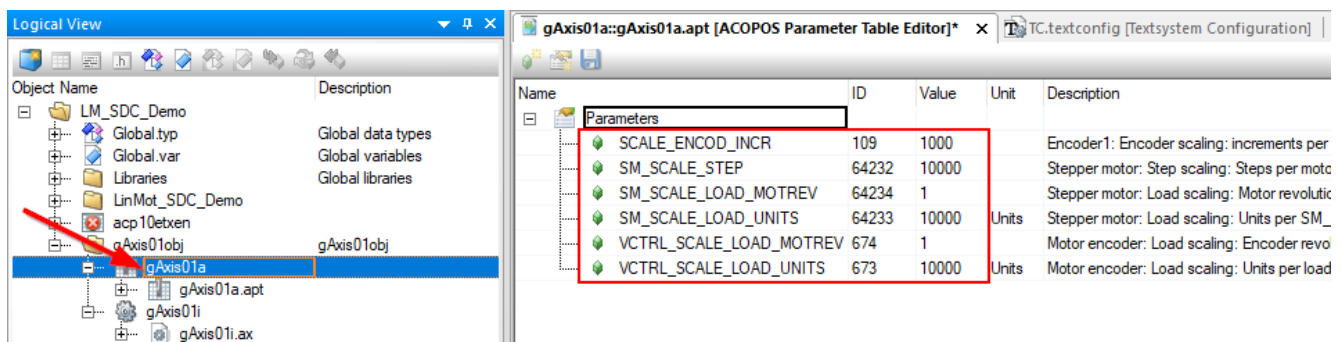 Logical View
Object Name Description
LM_SDC_Demo
Global.typ Global data types
Global.var Global variables
Libraries Global libraries
LinMot_SDC_Demo
acp10etxen
gAxis01obj gAxis01obj
gAxis01a
gAxis01a.apt
gAxis01i
gAxis01i.ax
gAxis01a::gAxis01a.apt [ACOPOS Parameter Table Editor]* TC.textconfig [Textsystem Configuration]
Name ID Value Unit Description
Parameters
SCALE_ENCOD_INCR 109 1000 Encoder1: Encoder scaling: increments per
SM_SCALE_STEP 64232 10000 Stepper motor: Step scaling: Steps per moto
SM_SCALE_LOAD_MOTREV 64234 1 Stepper motor: Load scaling: Motor revolutio
SM_SCALE_LOAD_UNITS 64233 10000 Units Stepper motor: Load scaling: Units per SM_
VCTRL_SCALE_LOAD_MOTREV 674 1 Motor encoder: Load scaling: Encoder revol
VCTRL_SCALE_LOAD_UNITS 673 10000 Units Motor encoder: Load scaling: Units per load